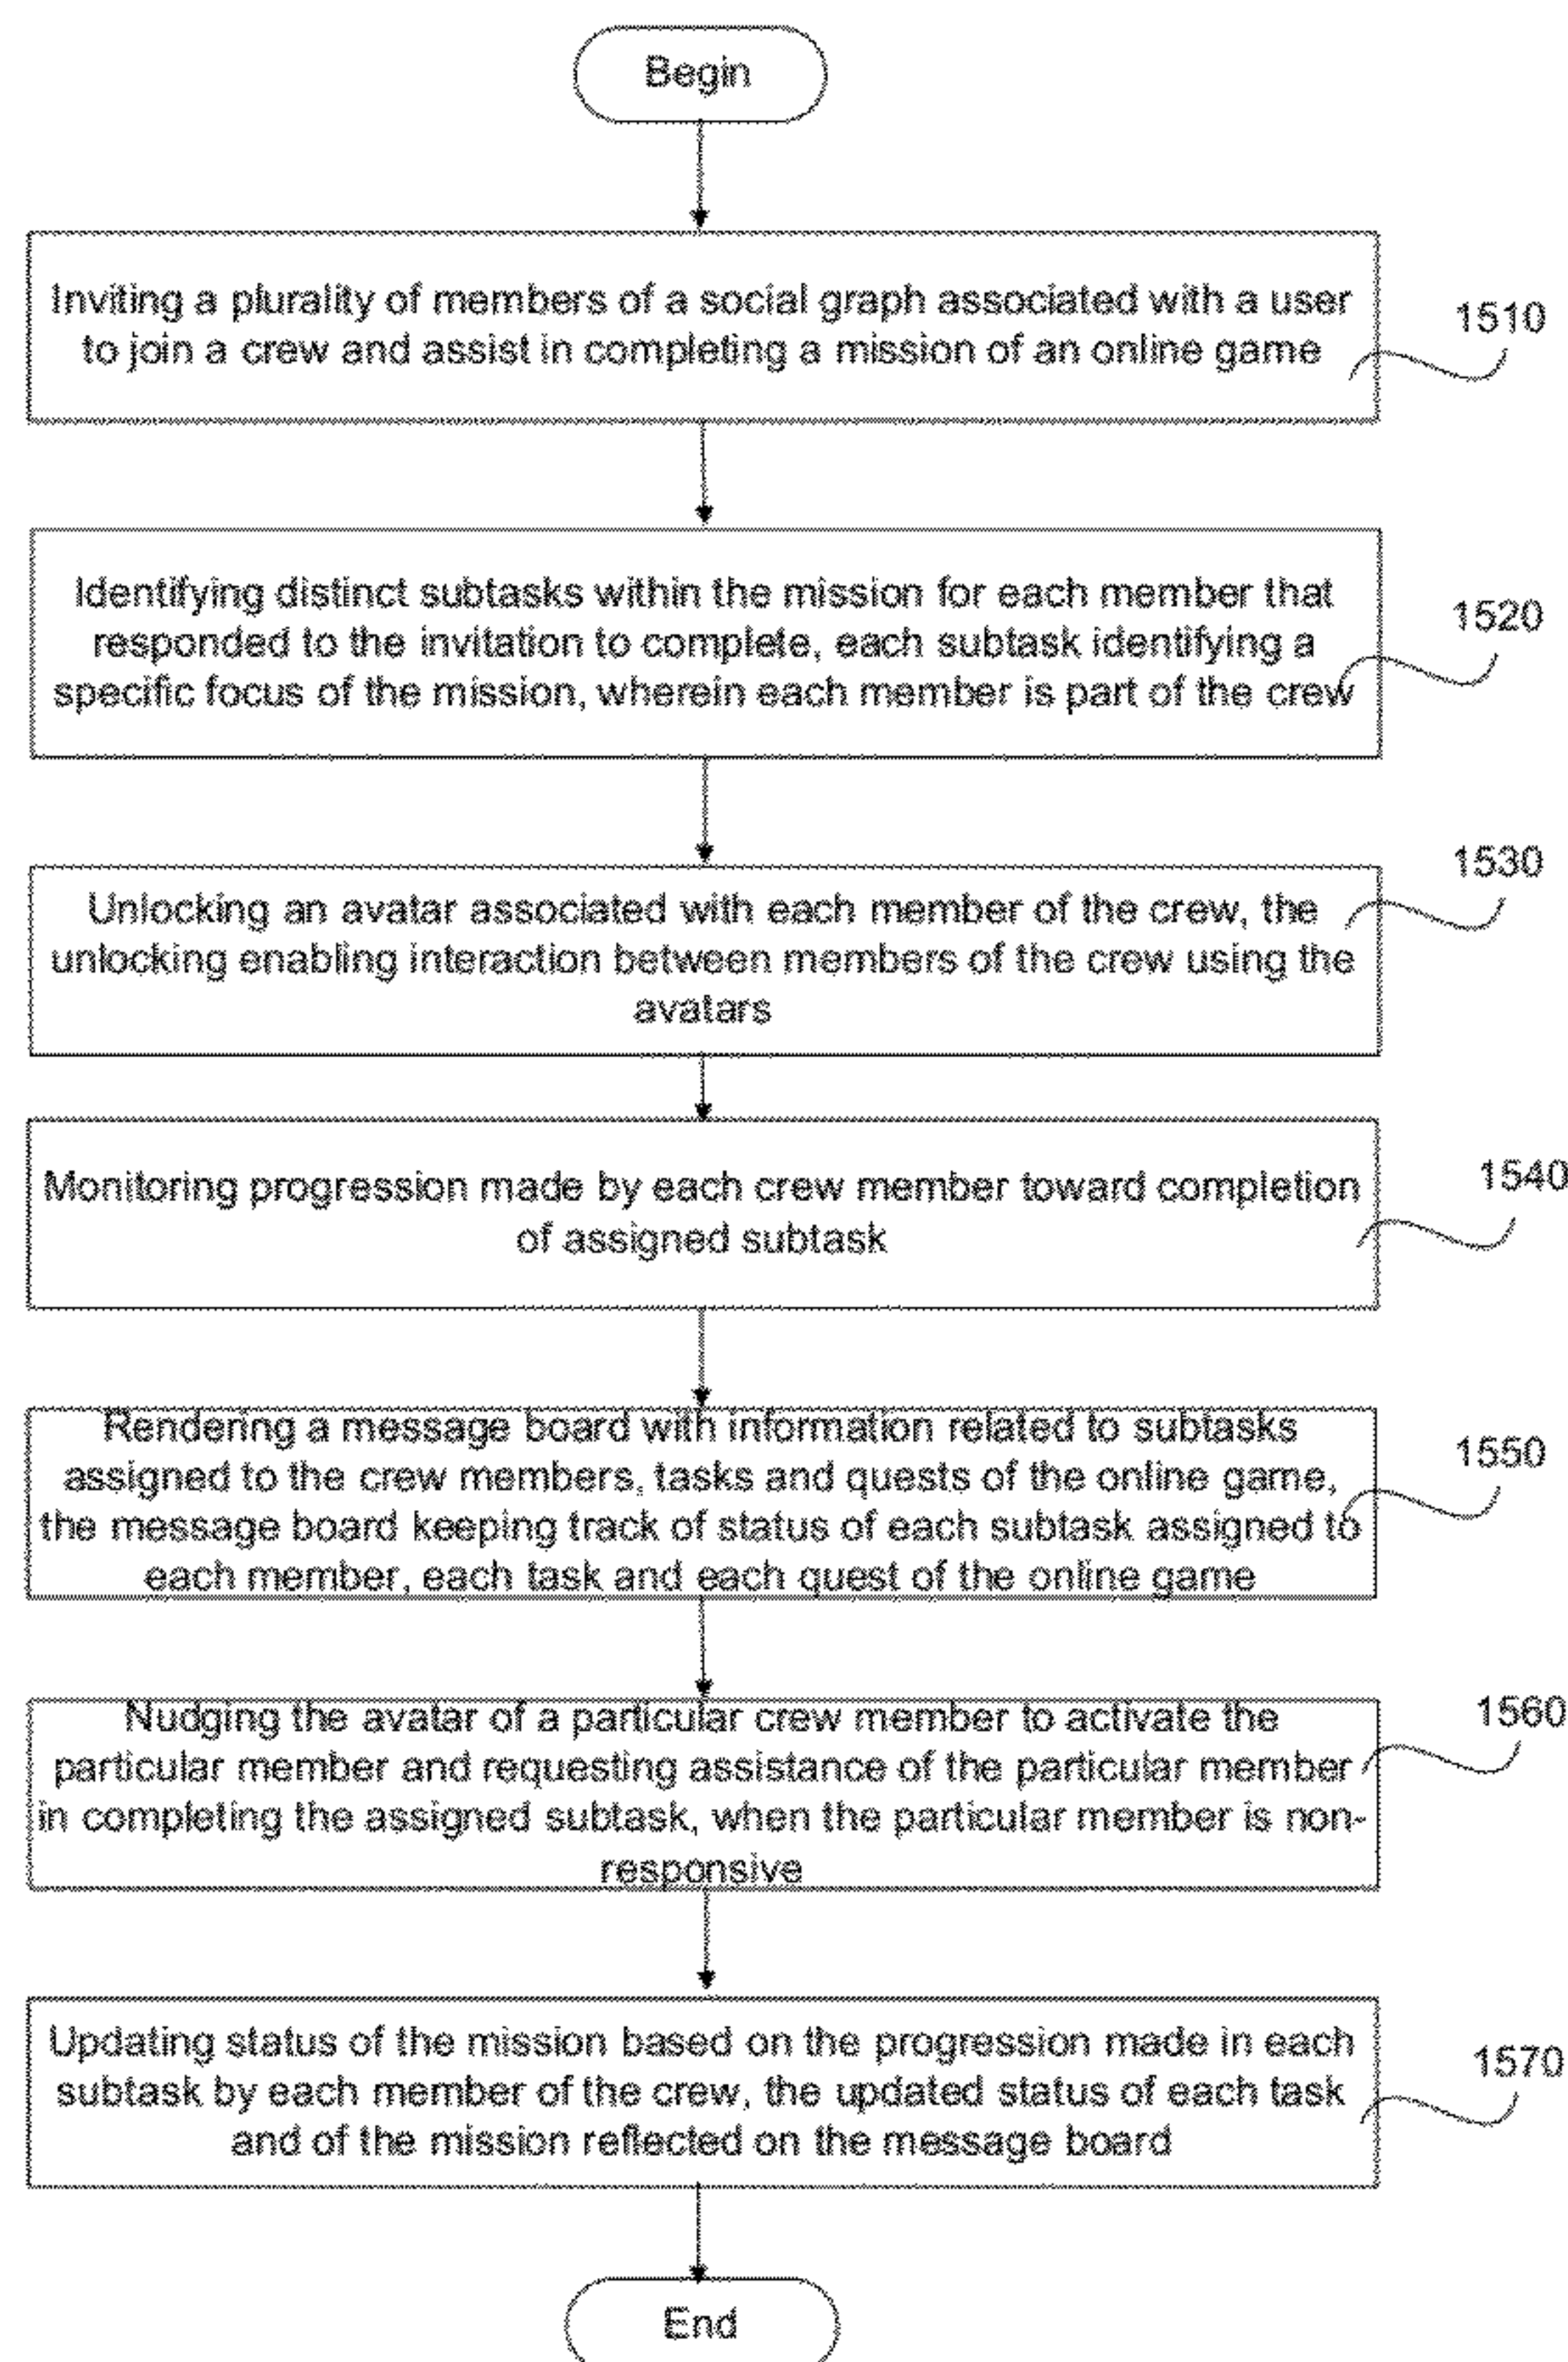 Begin
Inviting a plurality of members of a social graph associated with a user
to join a crew and assist in completing a mission of an online game
1510
Identifying distinct subtasks within the mission for each member that
responded to the invitation to complete, each subtask identifying a
specific focus of the mission, wherein each member is part of the crew
1520
Unlocking an avatar associated with each member of the crew, the
unlocking enabling interaction between members of the crew using the
avatars
1530
Monitoring progression made by each crew member toward completion
of assigned subtask
1540
Rendering a message board with information related to subtasks
assigned to the crew members, tasks and quests of the online game,
the message board keeping track of status of each subtask assigned to
each member, each task and each quest of the online game
1550
Nudging the avatar of a particular crew member to activate the
particular member and requesting assistance of the particular member
in completing the assigned subtask, when the particular member is non-
responsive
1560
Updating status of the mission based on the progression made in each
subtask by each member of the crew, the updated status of each task
and of the mission reflected on the message board
1570
End